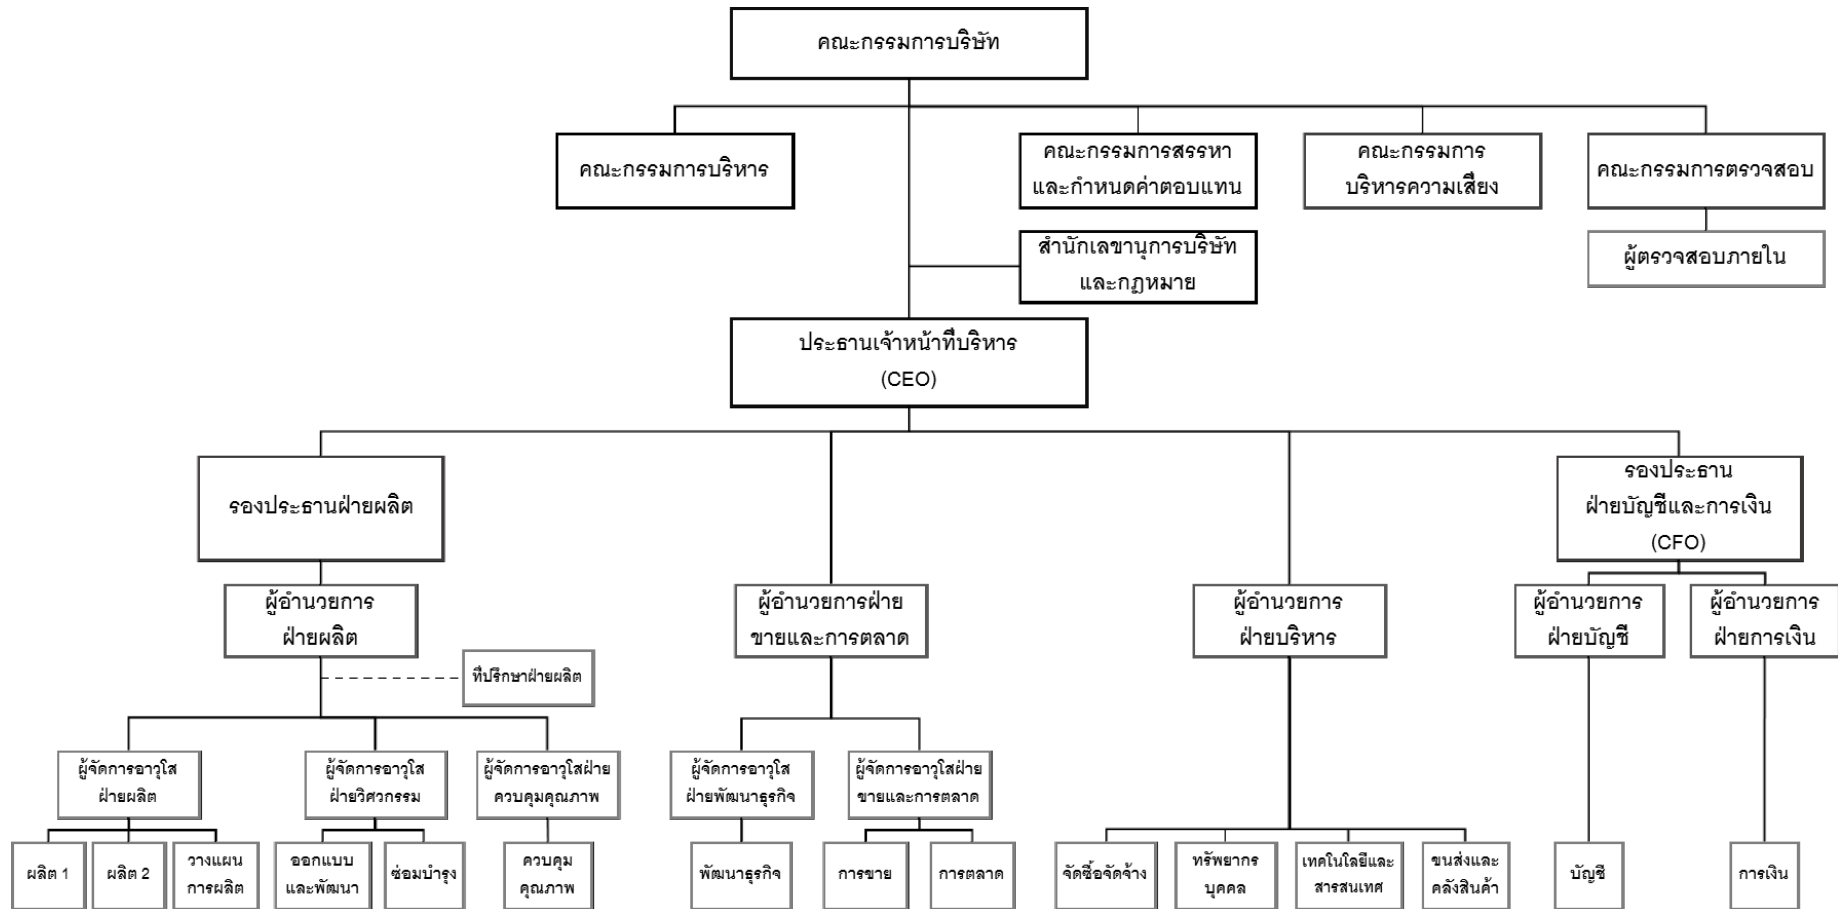 คณะกรรมการบริษัท
คณะกรรมการบริหาร
คณะกรรมการสรรหา
และกำหนดค่าตอบแทน
คณะกรรมการ
บริหารความเสี่ยง
คณะกรรมการตรวจสอบ
สำนักเลขานุการบริษัท
และกฎหมาย
ผู้ตรวจสอบภายใน
ประธานเจ้าหน้าที่บริหาร
(CEO)
รองประธานฝ่ายผลิต
รองประธาน
ฝ่ายบัญชีและการเงิน
(CFO)
ผู้อำนวยการ
ฝ่ายผลิต
ผู้อำนวยการฝ่าย
ขายและการตลาด
ผู้อำนวยการ
ฝ่ายบริหาร
ผู้อำนวยการ
ฝ่ายบัญชี
ผู้อำนวยการ
ฝ่ายการเงิน
ที่ปรึกษาฝ่ายผลิต
ผู้จัดการอาวุโส
ฝ่ายผลิต
ผู้จัดการอาวุโส
ฝ่ายวิศวกรรม
ผู้จัดการอาวุโสฝ่าย
ควบคุมคุณภาพ
ผู้จัดการอาวุโส
ฝ่ายพัฒนาธุรกิจ
ผู้จัดการอาวุโสฝ่าย
ขายและการตลาด
ผลิต 1
ผลิต 2
วางแผน
การผลิต
ออกแบบ
และพัฒนา
ซ่อมบำรุง
ควบคุม
คุณภาพ
พัฒนาธุรกิจ
การขาย
การตลาด
จัดซื้อจัดจ้าง
ทรัพยากร
บุคคล
เทคโนโลยีและ
สารสนเทศ
ขนส่งและ
คลังสินค้า
บัญชี
การเงิน